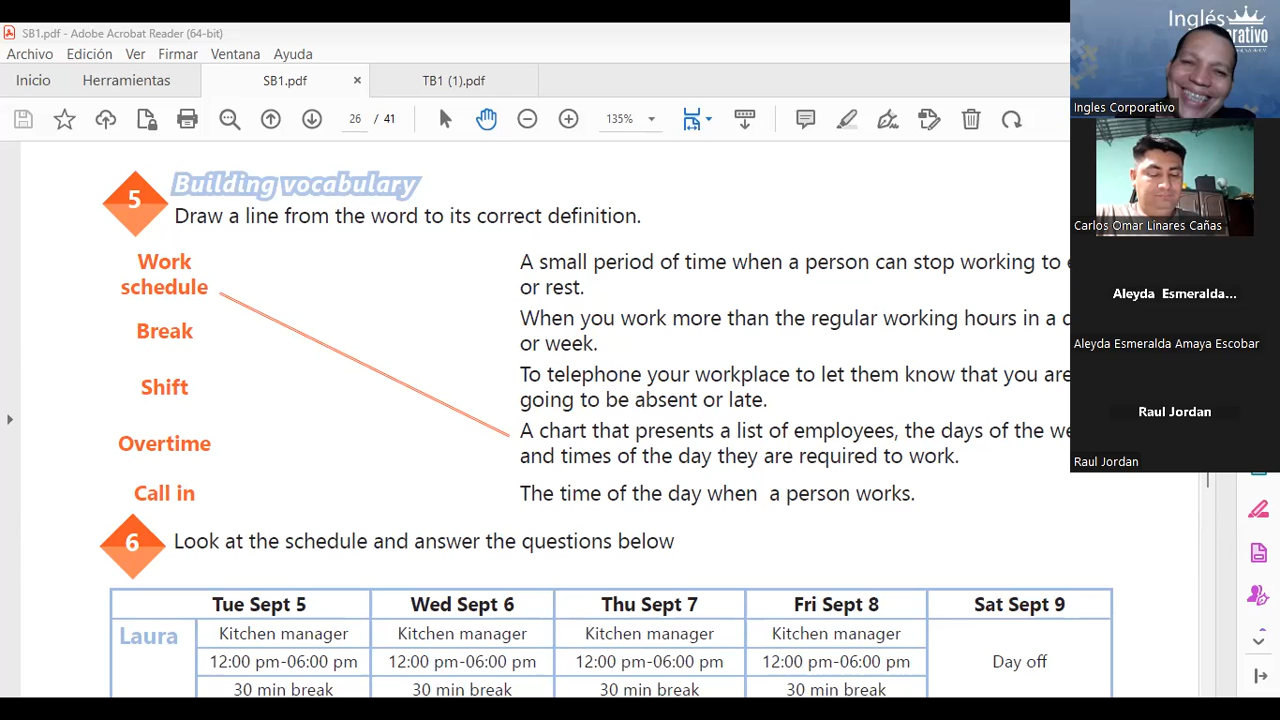 SB1.pdf - Adobe Acrobat Reader (64-bit)
Archivo Edición Ver Firmar Ventana Ayuda
Inicio Herramientas SB1.pdf × TB1 (1).pdf
26 / 41 135%
5 Building vocabulary
Draw a line from the word to its correct definition.
Work
schedule
Break
Shift
Overtime
Call in
A small period of time when a person can stop working to
or rest.
When you work more than the regular working hours in a
or week.
To telephone your workplace to let them know that you are
going to be absent or late.
A chart that presents a list of employees, the days of the
and times of the day they are required to work.
The time of the day when a person works.
6 Look at the schedule and answer the questions below
Tue Sept 5 Wed Sept 6 Thu Sept 7 Fri Sept 8 Sat Sept 9
Laura Kitchen manager Kitchen manager Kitchen manager Kitchen manager
12:00 pm-06:00 pm 12:00 pm-06:00 pm 12:00 pm-06:00 pm 12:00 pm-06:00 pm Day off
30 min break 30 min break 30 min break 30 min break
Inglés
Ingles Corporativo
Carlos Omar Linares Cañas
Aleyda Esmeralda...
Aleyda Esmeralda Amaya Escobar
Raul Jordan
Raul Jordan